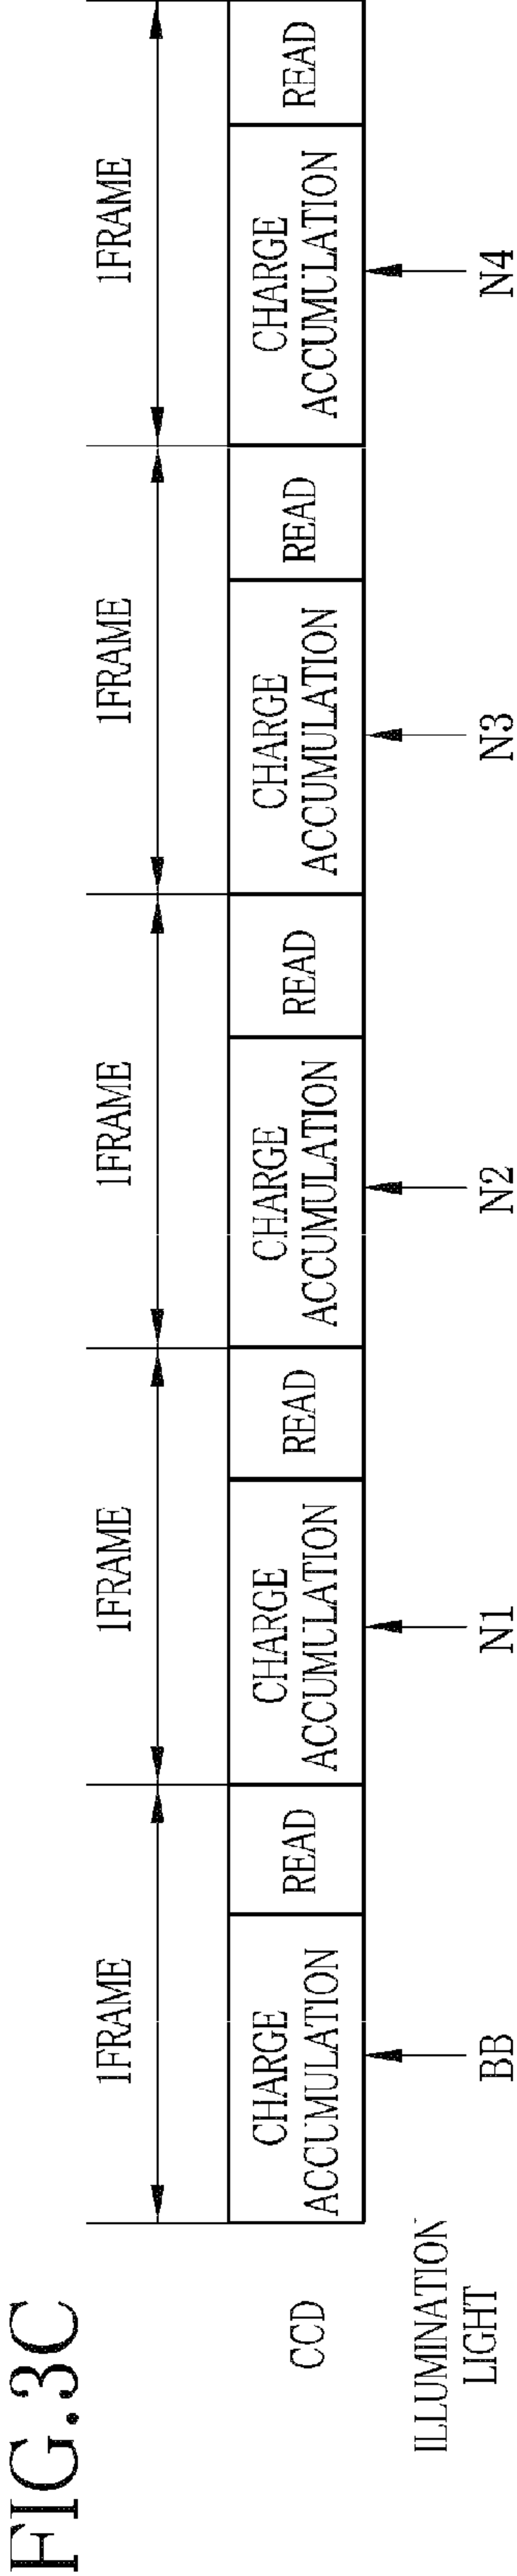 FIG.3C
1FRAME
1FRAME
1FRAME
1FRAME
1FRAME
CCD
CHARGE
ACCUMULATION
READ
CHARGE
ACCUMULATION
READ
CHARGE
ACCUMULATION
READ
CHARGE
ACCUMULATION
READ
CHARGE
ACCUMULATION
READ
ILLUMINATION
LIGHT
BB
N1
N2
N3
N4